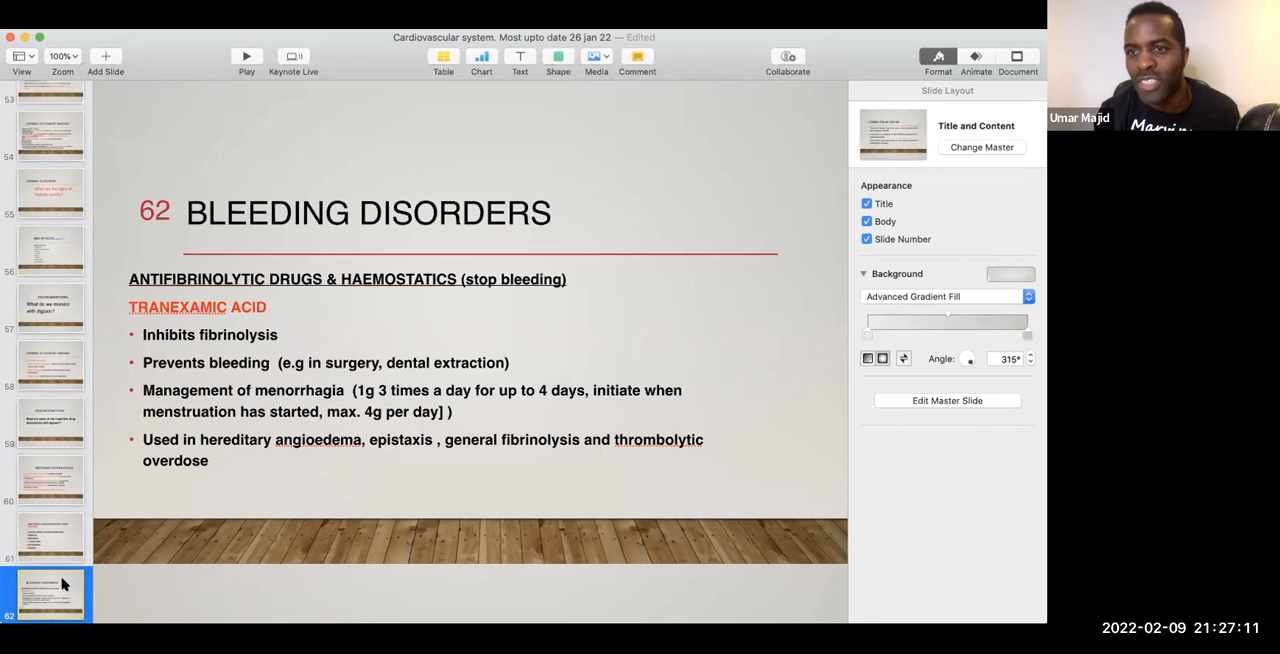 Cardiovascular system. Most upto date 26 jan 22 — Edited
100%
View
Zoom
Add Slide
Play
Keynote Live
Table
Chart
Text
Shape
Media
Comment
Collaborate
Format
Animate
Document
53
54
55
56
57
58
59
60
61
62
62 BLEEDING DISORDERS
ANTIFIBRINOLYTIC DRUGS & HAEMOSTATICS (stop bleeding)
TRANEXAMIC ACID
• Inhibits fibrinolysis
• Prevents bleeding (e.g in surgery, dental extraction)
• Management of menorrhagia (1g 3 times a day for up to 4 days, initiate when
menstruation has started, max. 4g per day] )
• Used in hereditary angioedema, epistaxis , general fibrinolysis and thrombolytic
overdose
Slide Layout
Title and Content
Change Master
Appearance
Title
Body
Slide Number
Background
Advanced Gradient Fill
Angle:
315°
Edit Master Slide
Umar Majid
2022-02-09 21:27:11